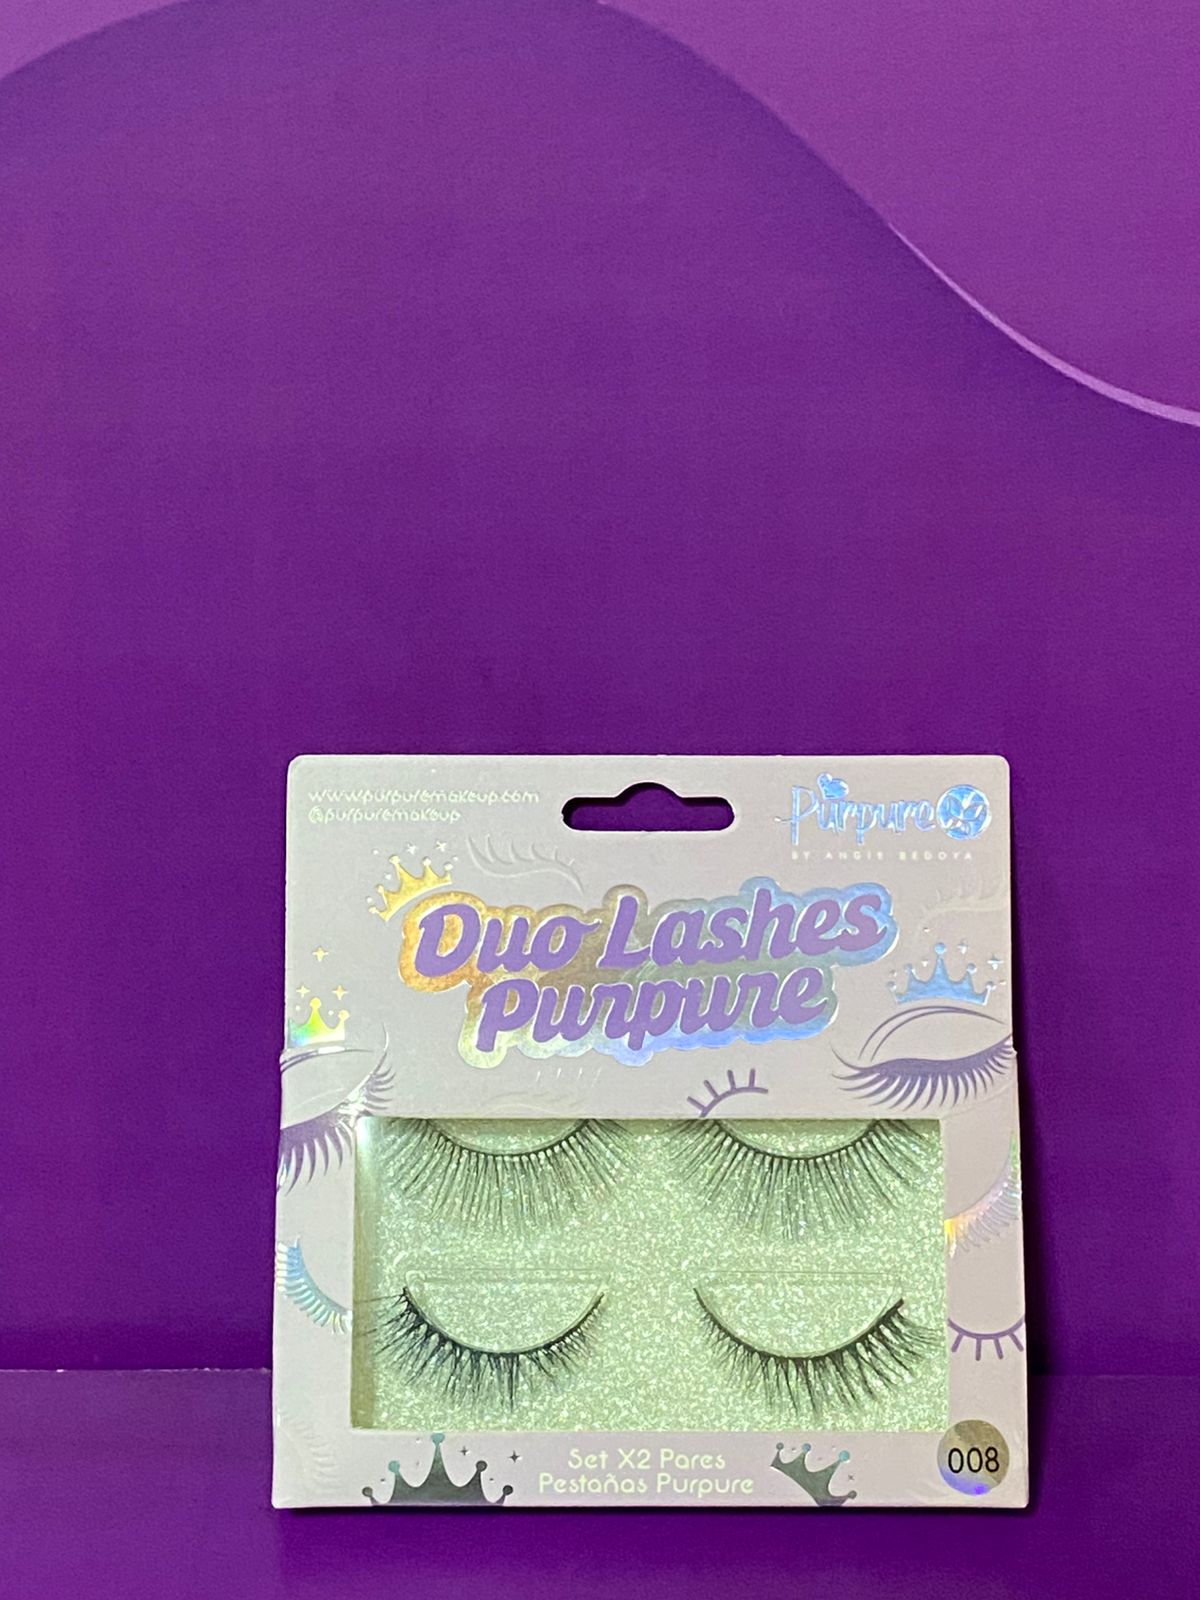 www.purpuremakeup.com
@purpuremakeup
Purpure
BY ANGIE BEDOYA
Duo Lashes
Purpure
Set X2 Pares
Pestañas Purpure
008